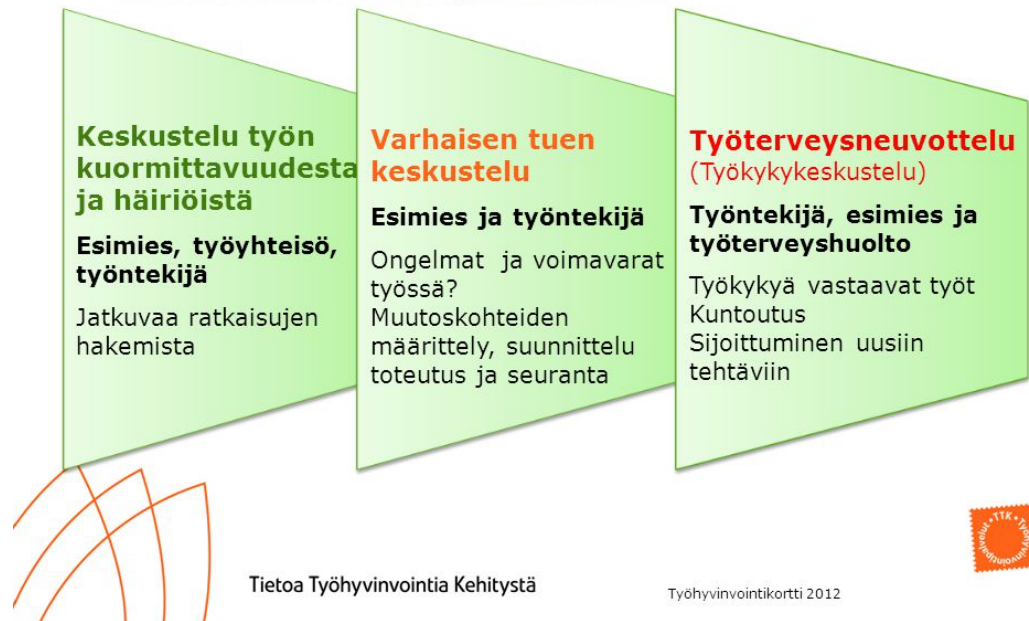 Keskustelu työn
kuormittavuudesta
ja häiriöistä
Esimies, työyhteisö,
työntekijä
Jatkuvaa ratkaisujen
hakemista
Varhaisen tuen
keskustelu
Esimies ja työntekijä
Ongelmat ja voimavarat
työssä?
Muutoskohteiden
määrittely, suunnittelu
toteutus ja seuranta
Työterveysneuvottelu
(Työkykykeskustelu)
Työntekijä, esimies ja
työterveyshuolto
Työkykyä vastaavat työt
Kuntoutus
Sijoittuminen uusiin
tehtäviin
Tietoa Työhyvinvointia Kehitystä
Työhyvinvointikortti 2012
TTK